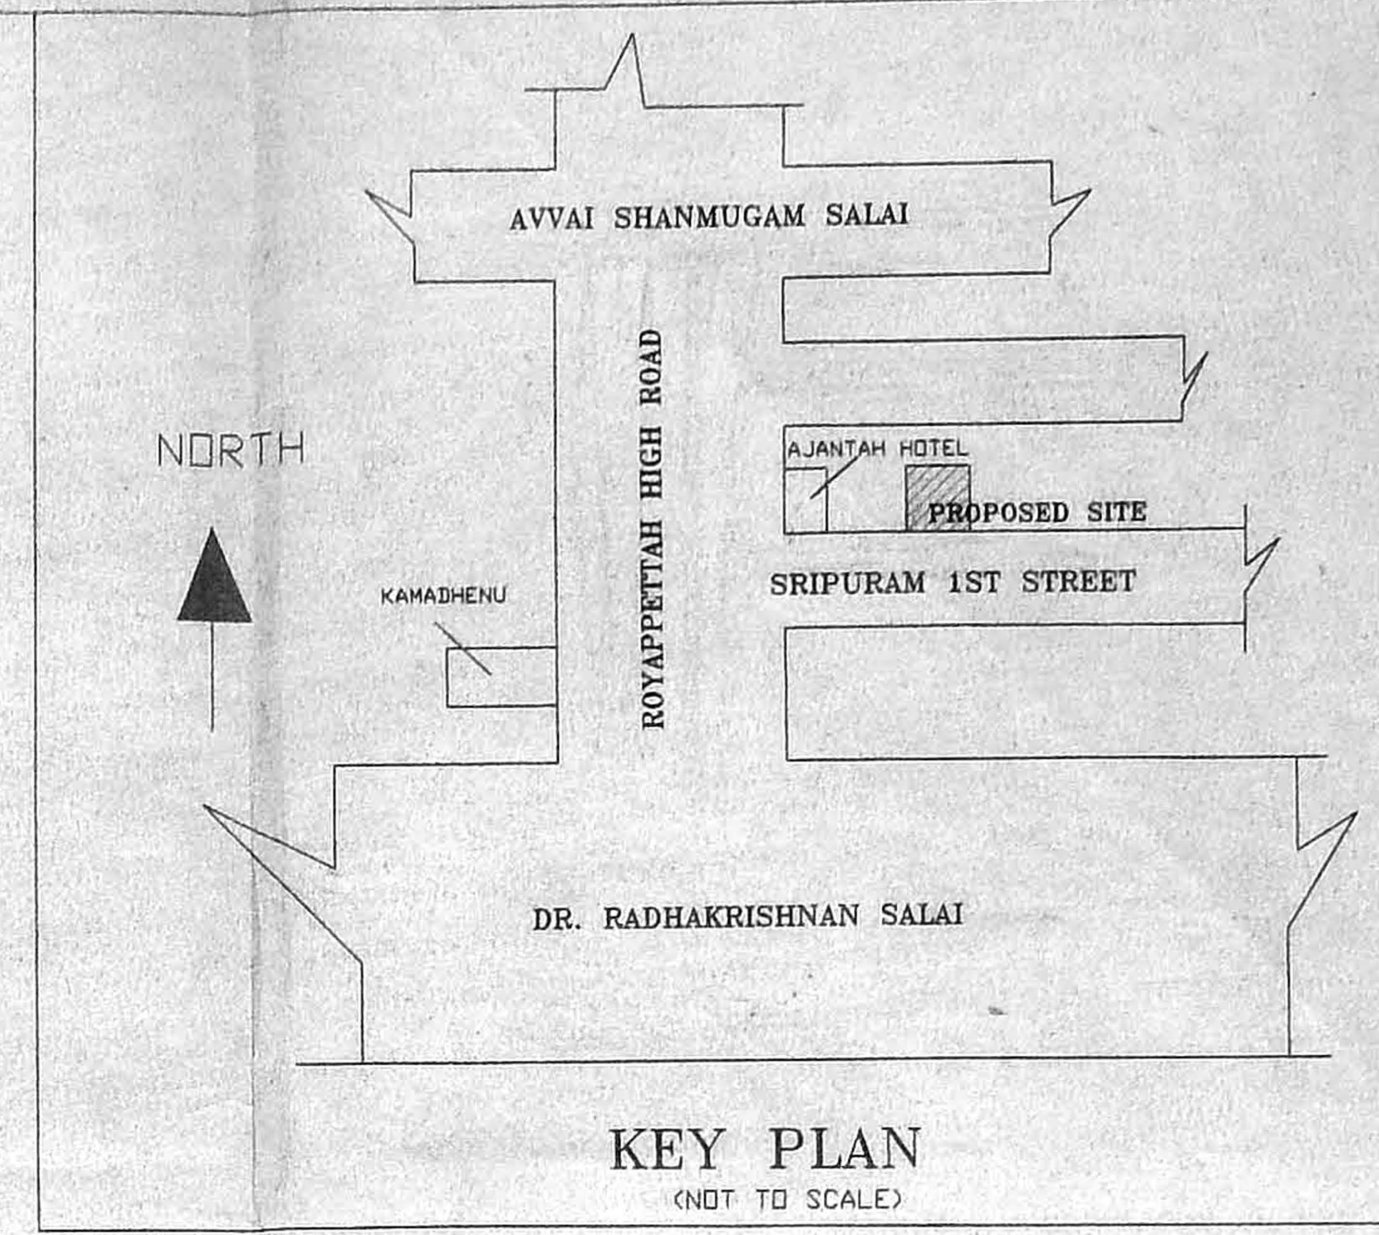 AVVAI SHANMUGAM SALAI
ROYAPPETTAH HIGH ROAD
NORTH
AJANTAH HOTEL
PROPOSED SITE
SRIPURAM 1ST STREET
KAMADHENU
DR. RADHAKRISHNAN SALAI
KEY PLAN
(NOT TO SCALE)